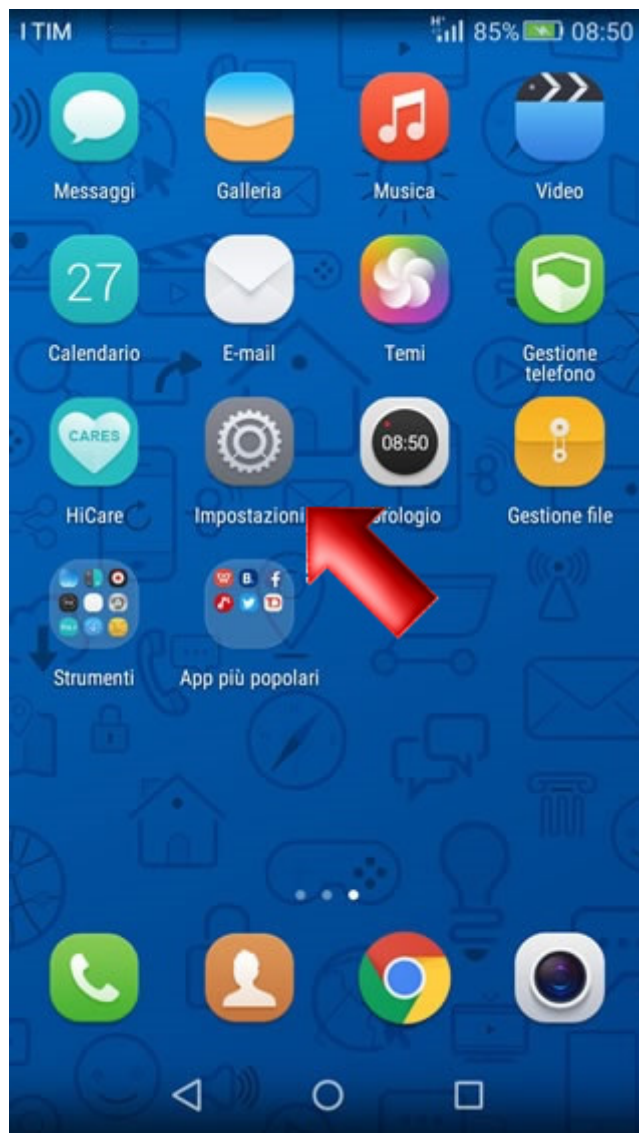 I TIM H+ 85% 08:50
Messaggi Galleria Musica Video
27
Calendario E-mail Temi Gestione
telefono
CARES 08:50
HiCare Impostazioni rologio Gestione file
B. f
Strumenti App più popolari